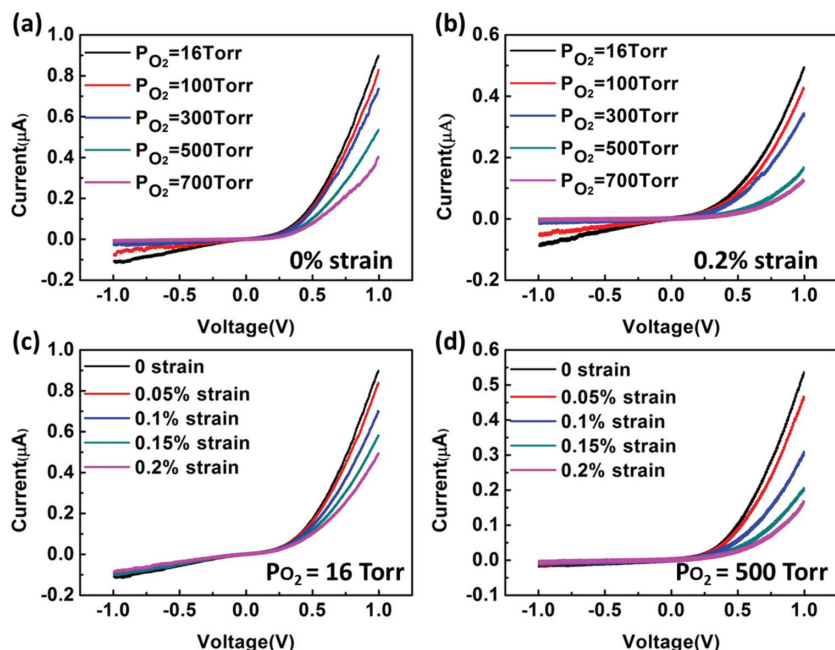 (a)
1.0
0.8
0.6
0.4
0.2
0.0
-0.2
Current(μA)
PO2=16Torr
PO2=100Torr
PO2=300Torr
PO2=500Torr
PO2=700Torr
0% strain
-1.0 -0.5 0.0 0.5 1.0
Voltage(V)
(b)
0.6
0.4
0.2
0.0
-0.2
Current(μA)
PO2=16Torr
PO2=100Torr
PO2=300Torr
PO2=500Torr
PO2=700Torr
0.2% strain
-1.0 -0.5 0.0 0.5 1.0
Voltage(V)
(c)
1.0
0.8
0.6
0.4
0.2
0.0
-0.2
Current(μA)
0 strain
0.05% strain
0.1% strain
0.15% strain
0.2% strain
PO2 = 16 Torr
-1.0 -0.5 0.0 0.5 1.0
Voltage(V)
(d)
0.6
0.5
0.4
0.3
0.2
0.1
0.0
0.1
Current(μA)
0 strain
0.05% strain
0.1% strain
0.15% strain
0.2% strain
PO2 = 500 Torr
-1.0 -0.5 0.0 0.5 1.0
Voltage(V)